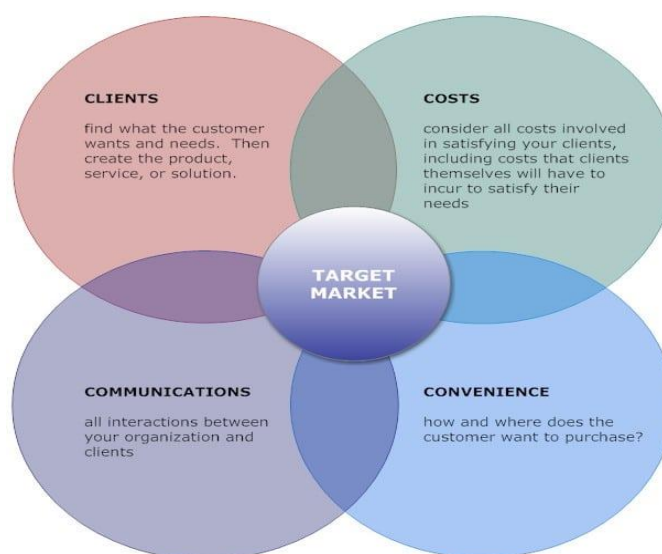 CLIENTS
find what the customer
wants and needs.  Then
create the product,
service, or solution.
COSTS
consider all costs involved
in satisfying your clients,
including costs that clients
themselves will have to
incur to satisfy their
needs
TARGET
MARKET
COMMUNICATIONS
all interactions between
your organization and
clients
CONVENIENCE
how and where does the
customer want to purchase?